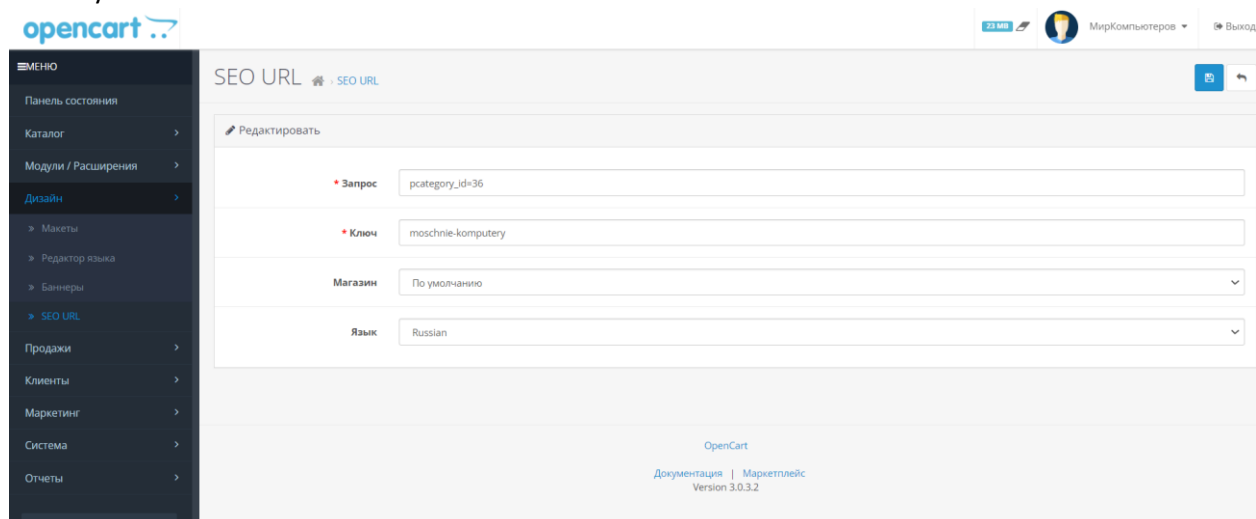 opencart
23 MB
МирКомпьютеров
Выход
МЕНЮ
SEO URL
SEO URL
Панель состояния
Каталог
Редактировать
Модули / Расширения
* Запрос
pcategory_id=36
Дизайн
» Макеты
* Ключ
moschnie-komputery
» Редактор языка
Магазин
По умолчанию
» Баннеры
» SEO URL
Язык
Russian
Продажи
Клиенты
Маркетинг
Система
OpenCart
Отчеты
Документация | Маркетплейс
Version 3.0.3.2